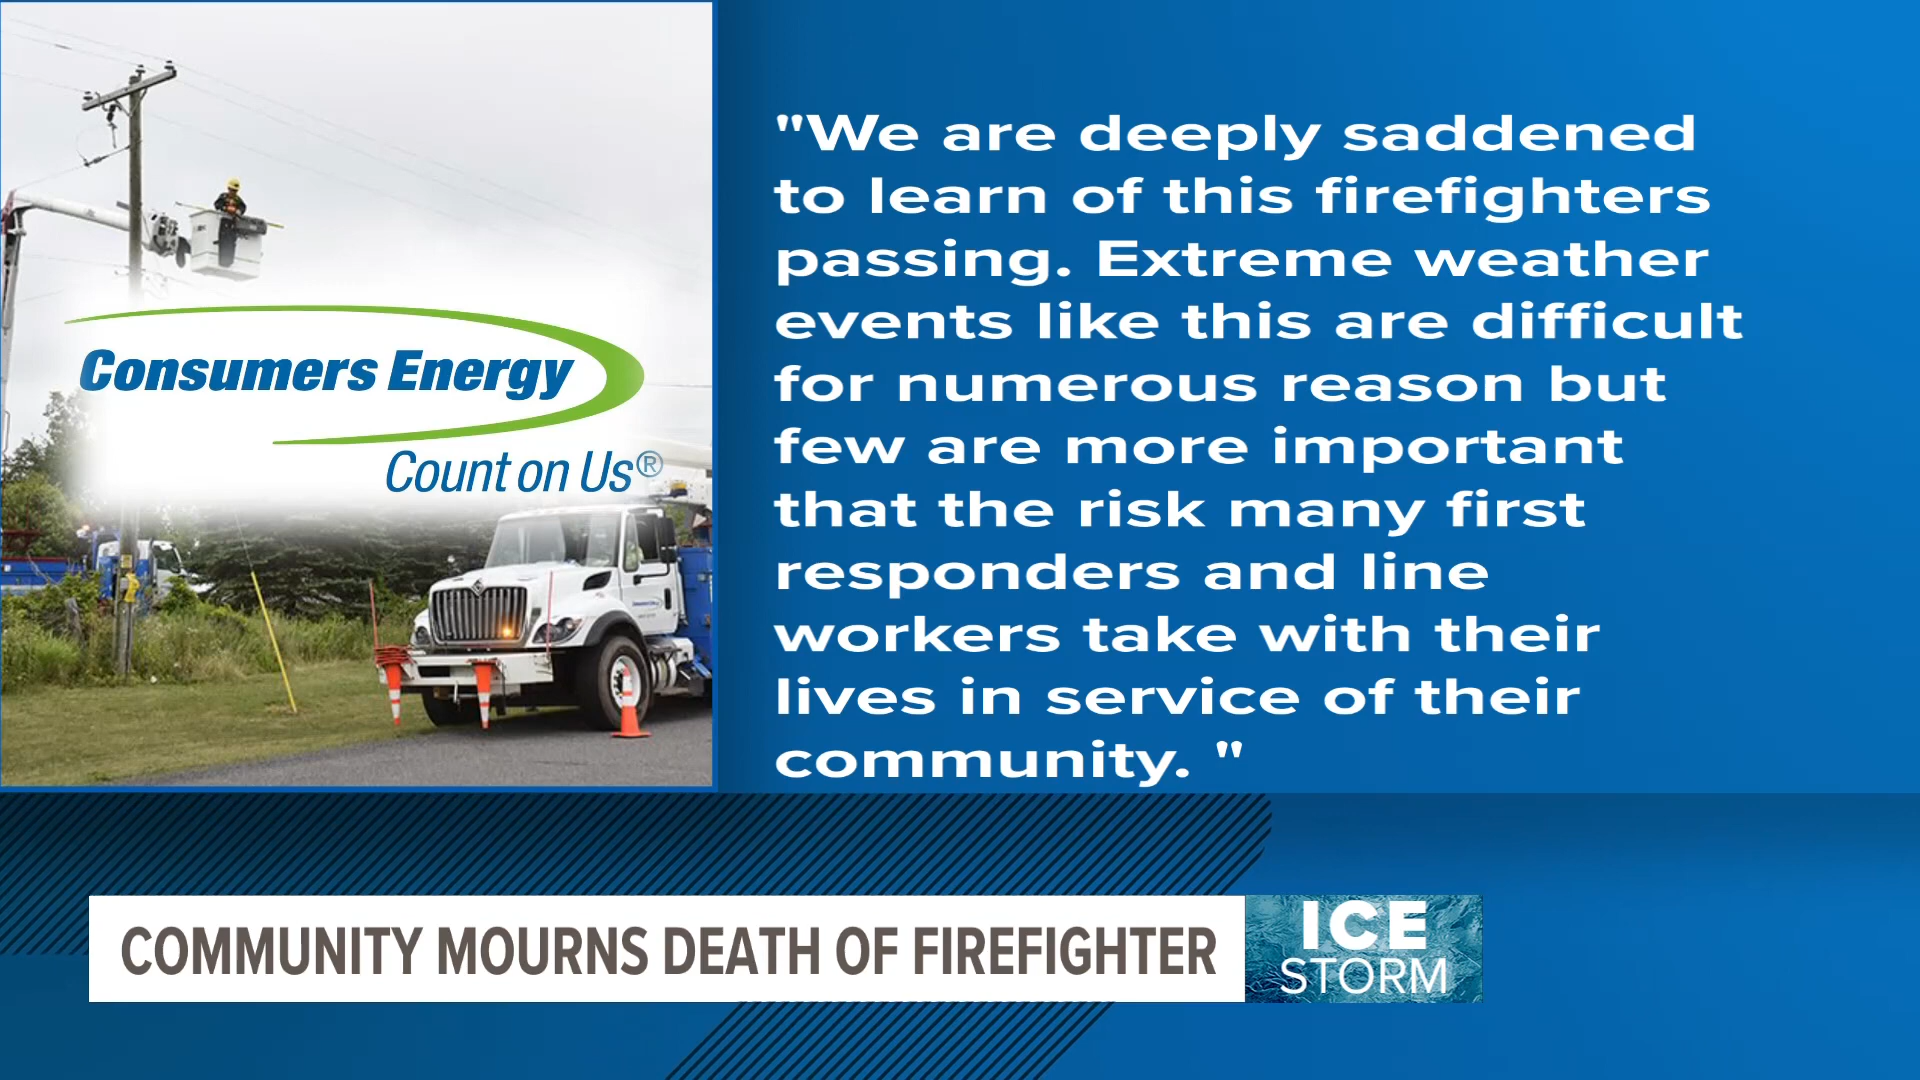 Consumers Energy
Count on Us®
"We are deeply saddened
to learn of this firefighters
passing. Extreme weather
events like this are difficult
for numerous reason but
few are more important
that the risk many first
responders and line
workers take with their
lives in service of their
community. "
COMMUNITY MOURNS DEATH OF FIREFIGHTER
ICE
STORM